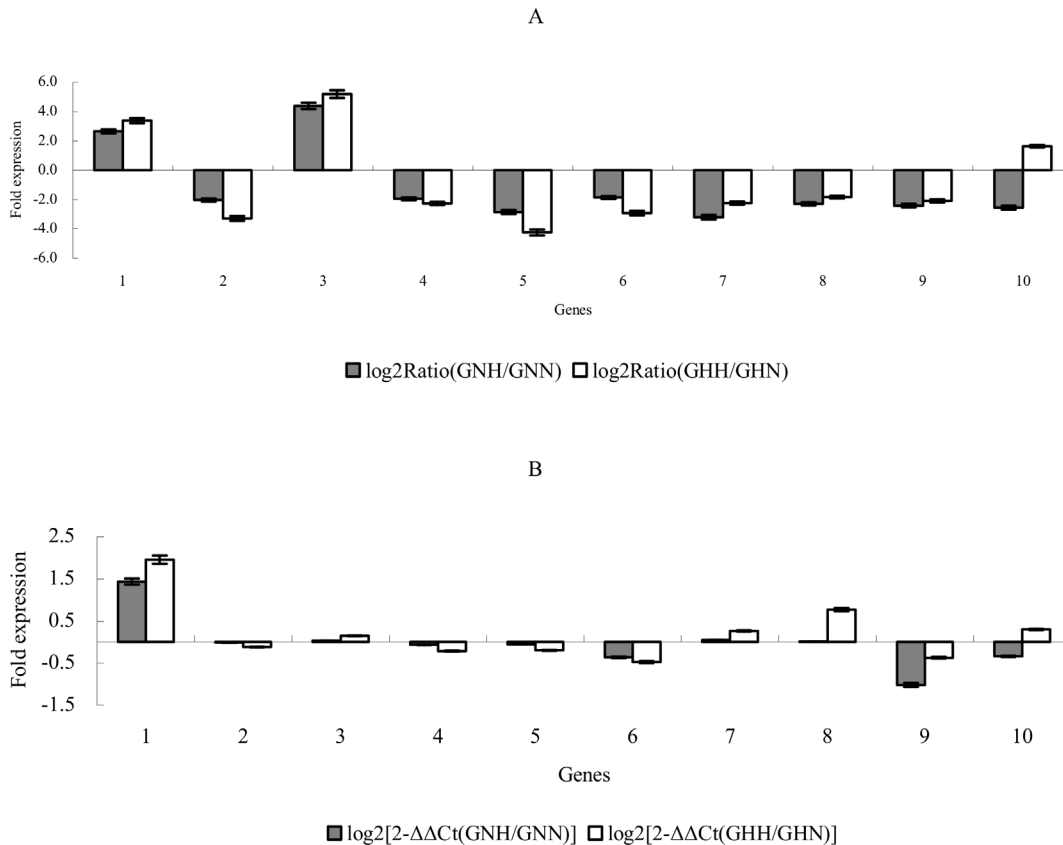 A
6.0
4.0
2.0
0.0
-2.0
-4.0
-6.0
Fold expression
1 2 3 4 5 6 7 8 9 10
Genes
log2Ratio(GNH/GNN) log2Ratio(GHH/GHN)
B
2.5
1.5
0.5
-0.5
-1.5
Fold expression
1 2 3 4 5 6 7 8 9 10
Genes
log2[2-ΔΔCt(GNH/GNN)] log2[2-ΔΔCt(GHH/GHN)]